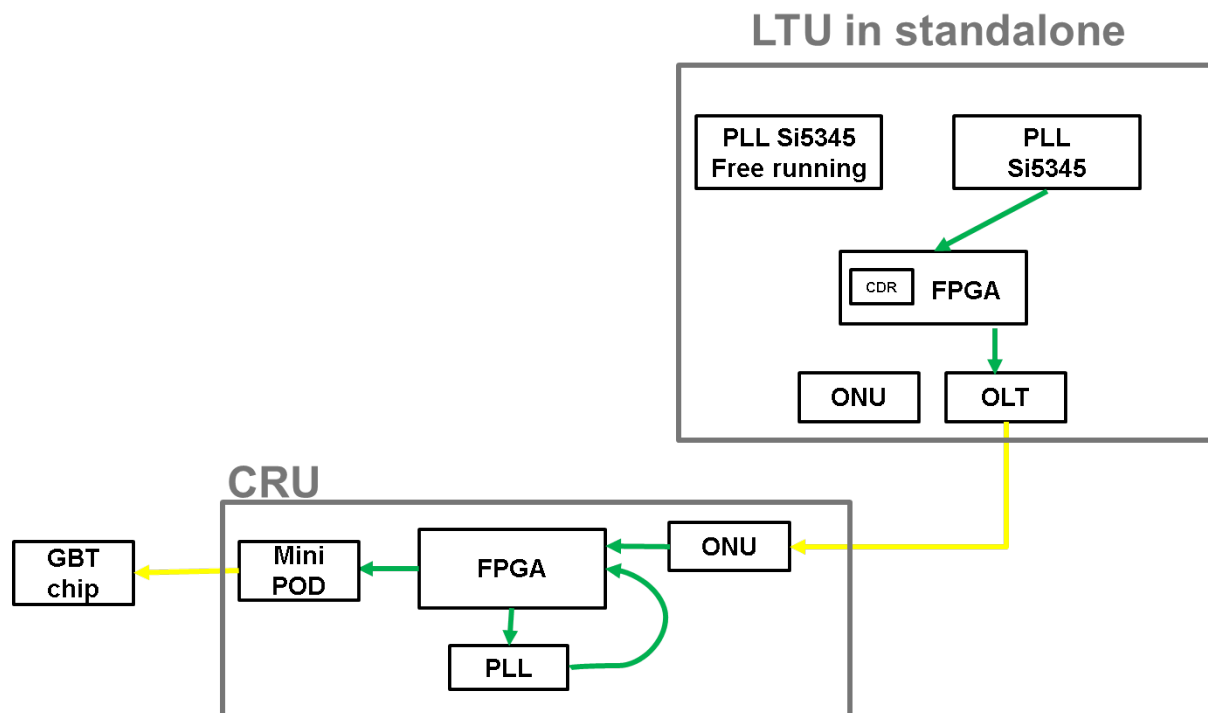 LTU in standalone
PLL Si5345
Free running
PLL
Si5345
CDR
FPGA
ONU
OLT
CRU
GBT
chip
Mini
POD
FPGA
ONU
PLL